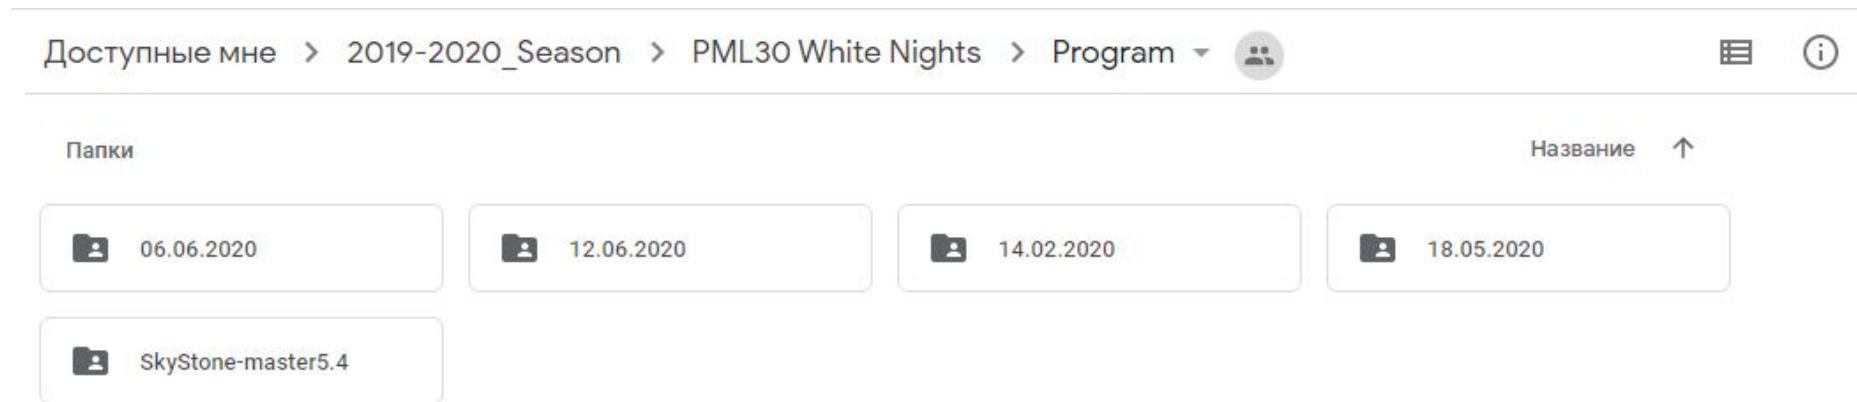 Доступные мне > 2019-2020_Season > PML30 White Nights > Program
Папки Название
06.06.2020 12.06.2020 14.02.2020 18.05.2020
SkyStone-master5.4